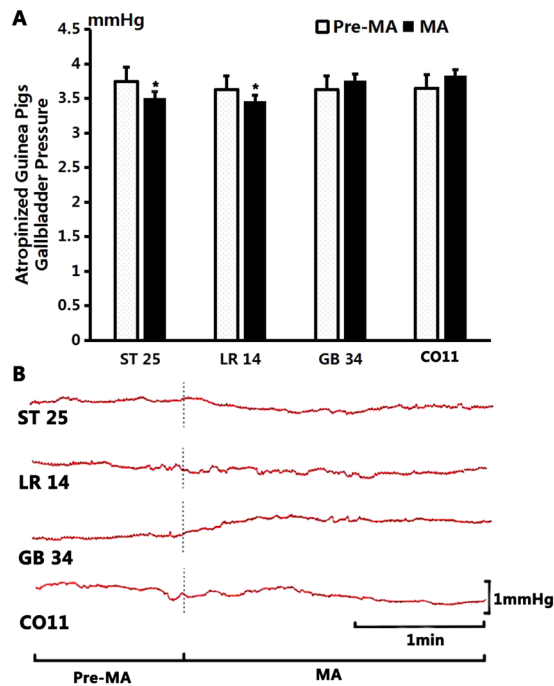 A
mmHg
Pre-MA MA
Atropinized Guinea Pigs
Gallbladder Pressure
4.5
4
3.5
3
2.5
2
1.5
1
0.5
0
* *
ST 25 LR 14 GB 34 CO11
B
ST 25
LR 14
GB 34
CO11
1mmHg
1min
Pre-MA MA